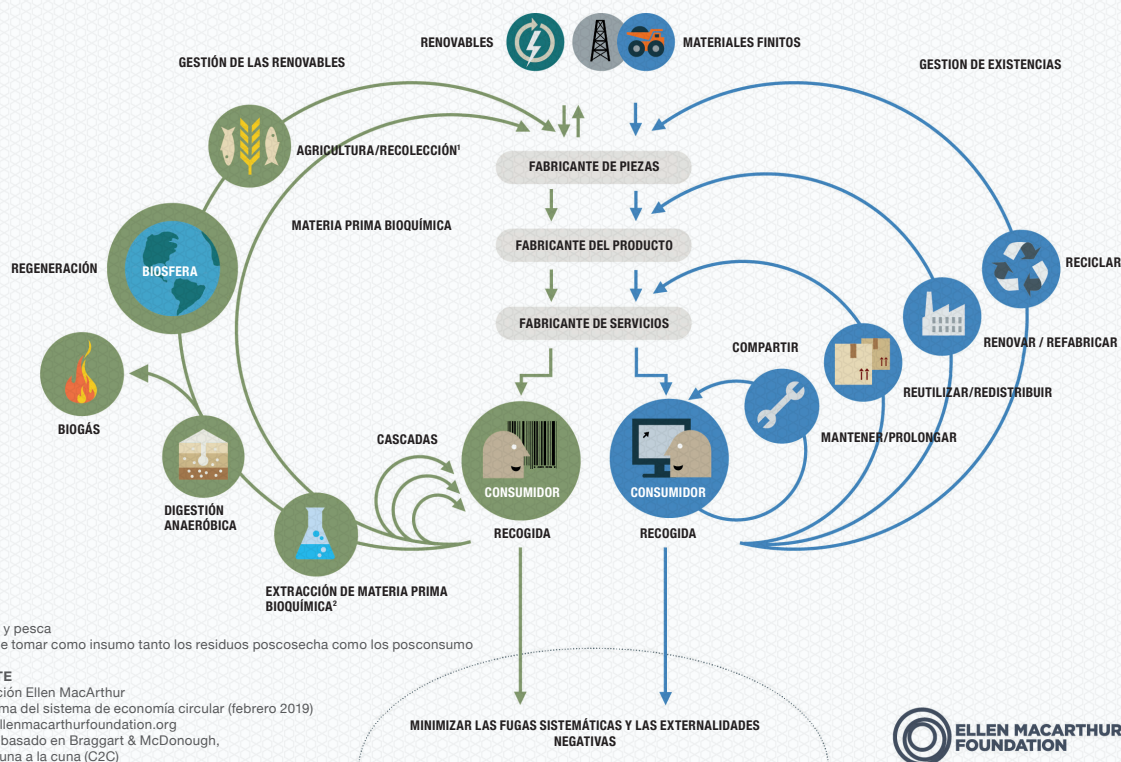 RENOVABLES
MATERIALES FINITOS
GESTIÓN DE LAS RENOVABLES
GESTION DE EXISTENCIAS
AGRICULTURA/RECOLECCIÓN¹
FABRICANTE DE PIEZAS
MATERIA PRIMA BIOQUÍMICA
FABRICANTE DEL PRODUCTO
REGENERACIÓN
BIOSFERA
RECICLAR
FABRICANTE DE SERVICIOS
RENOVAR / REFABRICAR
COMPARTIR
REUTILIZAR/REDISTRIBUIR
BIOGÁS
CASCADAS
MANTENER/PROLONGAR
CONSUMIDOR
CONSUMIDOR
DIGESTIÓN
ANAERÓBICA
RECOGIDA
RECOGIDA
EXTRACCIÓN DE MATERIA PRIMA
BIOQUÍMICA²
y pesca
e tomar como insumo tanto los residuos poscosecha como los posconsumo
TE
ción Ellen MacArthur
ma del sistema de economía circular (febrero 2019)
ellenmacarthurfoundation.org
basado en Braggart & McDonough,
una a la cuna (C2C)
MINIMIZAR LAS FUGAS SISTEMÁTICAS Y LAS EXTERNALIDADES
NEGATIVAS
ELLEN MACARTHUR
FOUNDATION